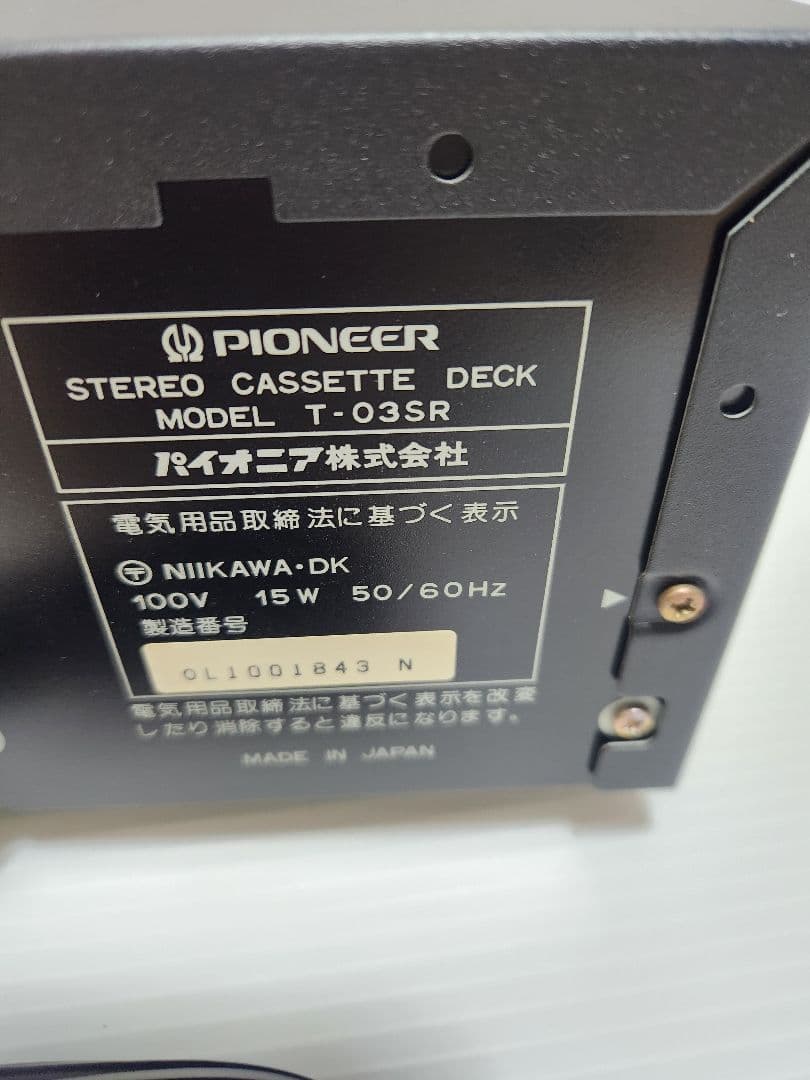 PIONEER
STEREO CASSETTE DECK
MODEL T-03SR
パイオニア株式会社
電気用品取締法に基づく表示
〒 NIIKAWA・DK
100V 15W 50/60Hz
製造番号
OL1001843 N
電気用品取締法に基づく表示を改変
したり消除すると違反になります。
MADE IN JAPAN